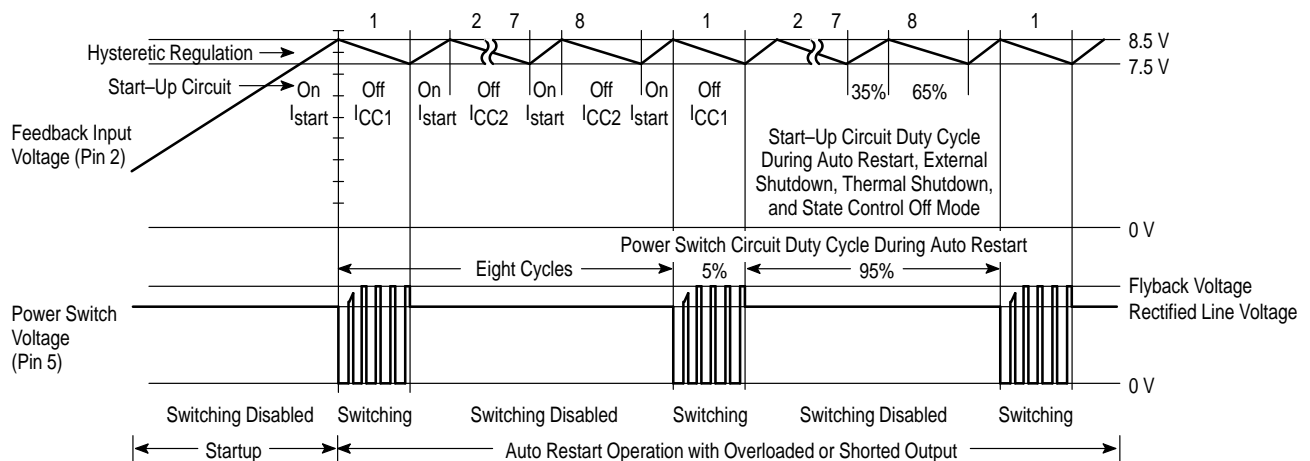 1 2 7 8 1 2 7 8 1
Hysteretic Regulation
8.5 V
7.5 V
Start–Up Circuit
On Off On Off On Off On Off
35% 65%
Istart ICC1 Istart ICC2 Istart ICC2 Istart ICC1
Feedback Input
Voltage (Pin 2)
Start–Up Circuit Duty Cycle
During Auto Restart, External
Shutdown, Thermal Shutdown,
and State Control Off Mode
0 V
Power Switch Circuit Duty Cycle During Auto Restart
Eight Cycles 5% 95%
Flyback Voltage
Rectified Line Voltage
Power Switch
Voltage
(Pin 5)
0 V
Switching Disabled Switching Switching Disabled Switching Switching Disabled Switching
Startup Auto Restart Operation with Overloaded or Shorted Output